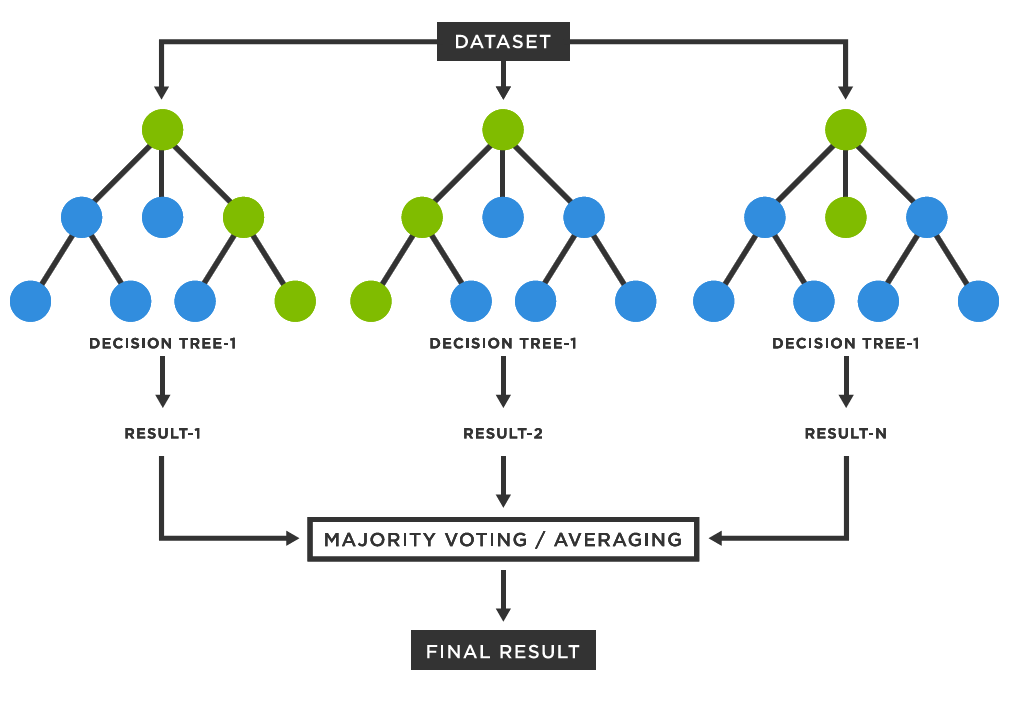 DATASET
DECISION TREE-1
DECISION TREE-1
DECISION TREE-1
RESULT-1
RESULT-2
RESULT-N
MAJORITY VOTING / AVERAGING
FINAL RESULT